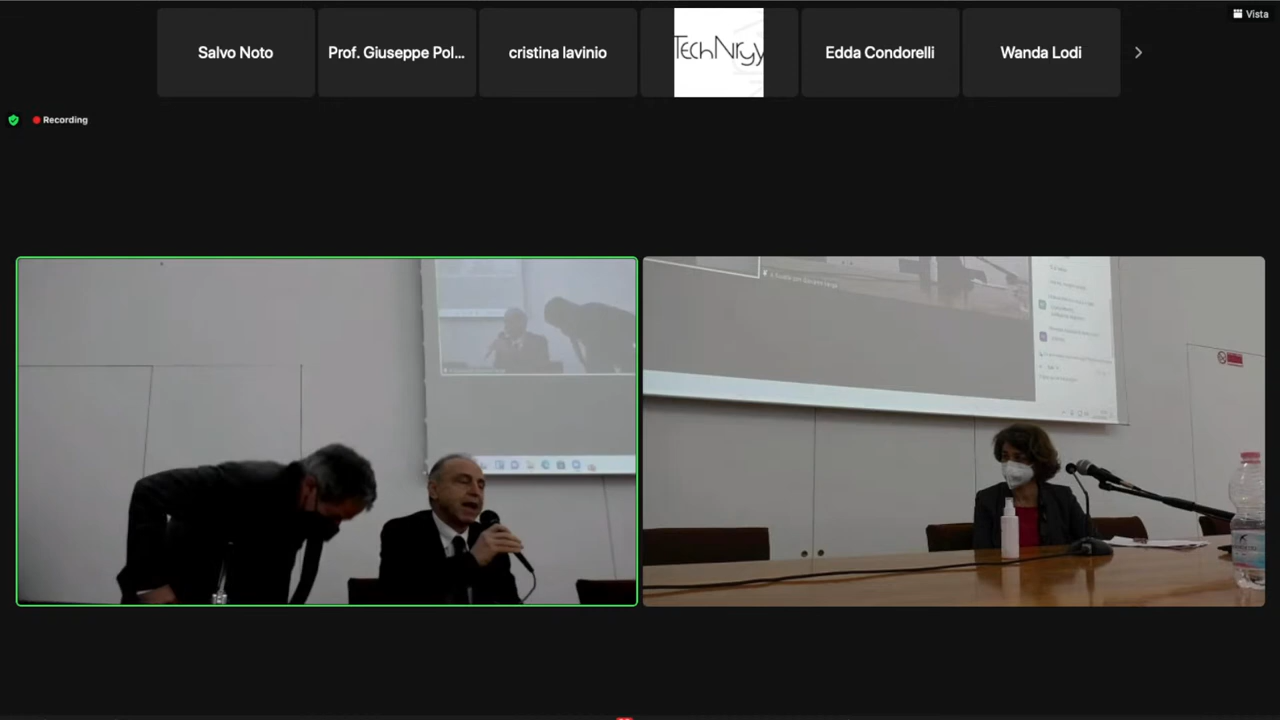 Vista
Salvo Noto
Prof. Giuseppe Pol...
cristina lavinio
TechNrgy
Edda Condorelli
Wanda Lodi
Recording